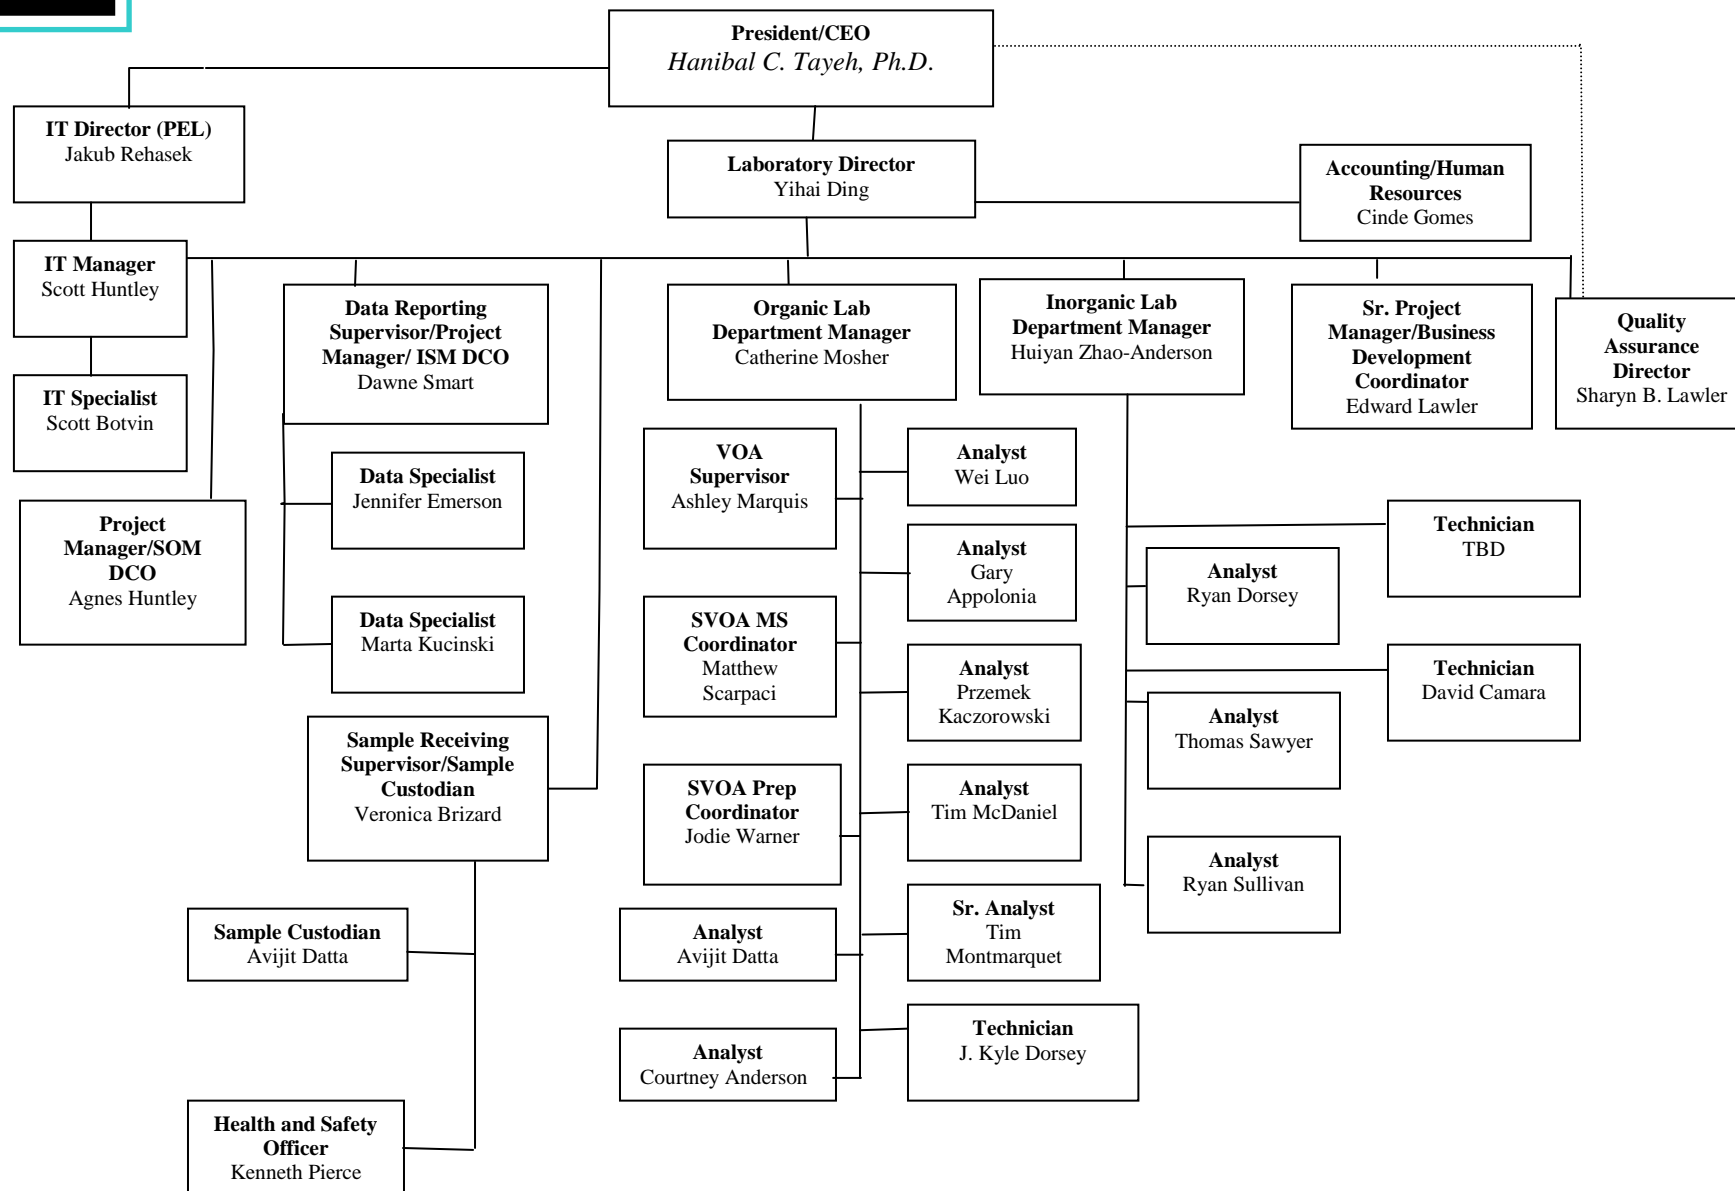 President/CEO
Hanibal C. Tayeh, Ph.D.
IT Director (PEL)
Jakub Rehasek
Laboratory Director
Yihai Ding
Accounting/Human
Resources
Cinde Gomes
IT Manager
Scott Huntley
IT Specialist
Scott Botvin
Project
Manager/SOM
DCO
Agnes Huntley
Data Reporting
Supervisor/Project
Manager/ ISM DCO
Dawne Smart
Data Specialist
Jennifer Emerson
Data Specialist
Marta Kucinski
Sample Receiving
Supervisor/Sample
Custodian
Veronica Brizard
Sample Custodian
Avijit Datta
Health and Safety
Officer
Kenneth Pierce
Organic Lab
Department Manager
Catherine Mosher
VOA
Supervisor
Ashley Marquis
SVOA MS
Coordinator
Matthew
Scarpaci
SVOA Prep
Coordinator
Jodie Warner
Analyst
Avijit Datta
Analyst
Courtney Anderson
Analyst
Wei Luo
Analyst
Gary
Appolonia
Analyst
Przemek
Kaczorowski
Analyst
Tim McDaniel
Sr. Analyst
Tim
Montmarquet
Technician
J. Kyle Dorsey
Inorganic Lab
Department Manager
Huiyan Zhao-Anderson
Analyst
Ryan Dorsey
Analyst
Thomas Sawyer
Analyst
Ryan Sullivan
Technician
TBD
Technician
David Camara
Sr. Project
Manager/Business
Development
Coordinator
Edward Lawler
Quality
Assurance
Director
Sharyn B. Lawler